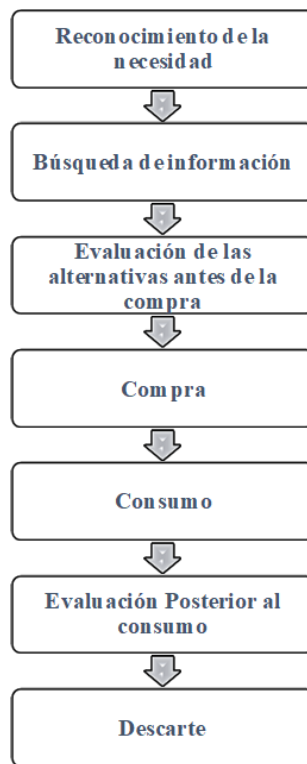 Reconocimiento de la
necesidad
Búsqueda de información
Evaluación de las
alternativas antes de la
compra
Compra
Consumo
Evaluación Posterior al
consumo
Descarte